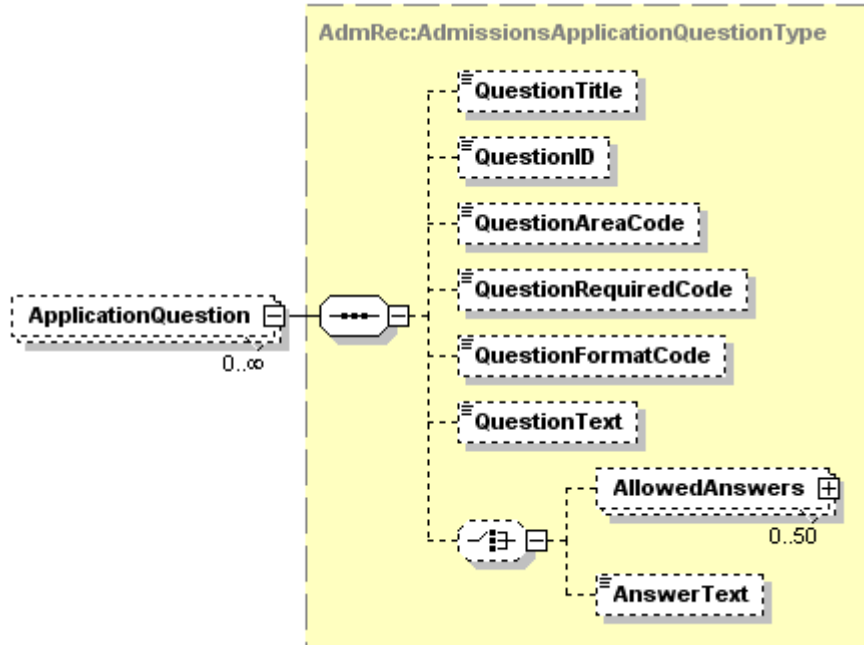 AdmRec:AdmissionsApplicationQuestionType
QuestionTitle
QuestionID
QuestionAreaCode
QuestionRequiredCode
ApplicationQuestion
0..∞
QuestionFormatCode
QuestionText
AllowedAnswers
0..50
AnswerText